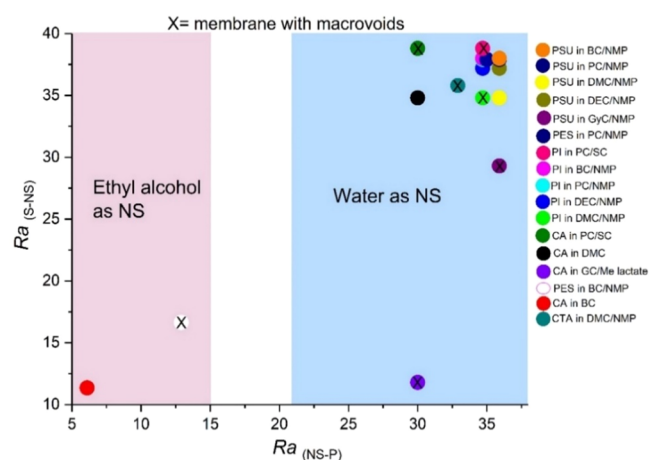 X= membrane with macrovoids
40
35
30
25
20
15
10
Ra (S-NS)
Ethyl alcohol
as NS
Water as NS
X
X
X
X
X
X
X
5
10
15
20
25
30
35
Ra (NS-P)
PSU in BC/NMP
PSU in PC/NMP
PSU in DMC/NMP
PSU in DEC/NMP
PSU in GyC/NMP
PES in PC/NMP
PI in PC/SC
PI in BC/NMP
PI in PC/NMP
PI in DEC/NMP
PI in DMC/NMP
CA in PC/SC
CA in DMC
CA in GC/Me lactate
PES in BC/NMP
CA in BC
CTA in DMC/NMP